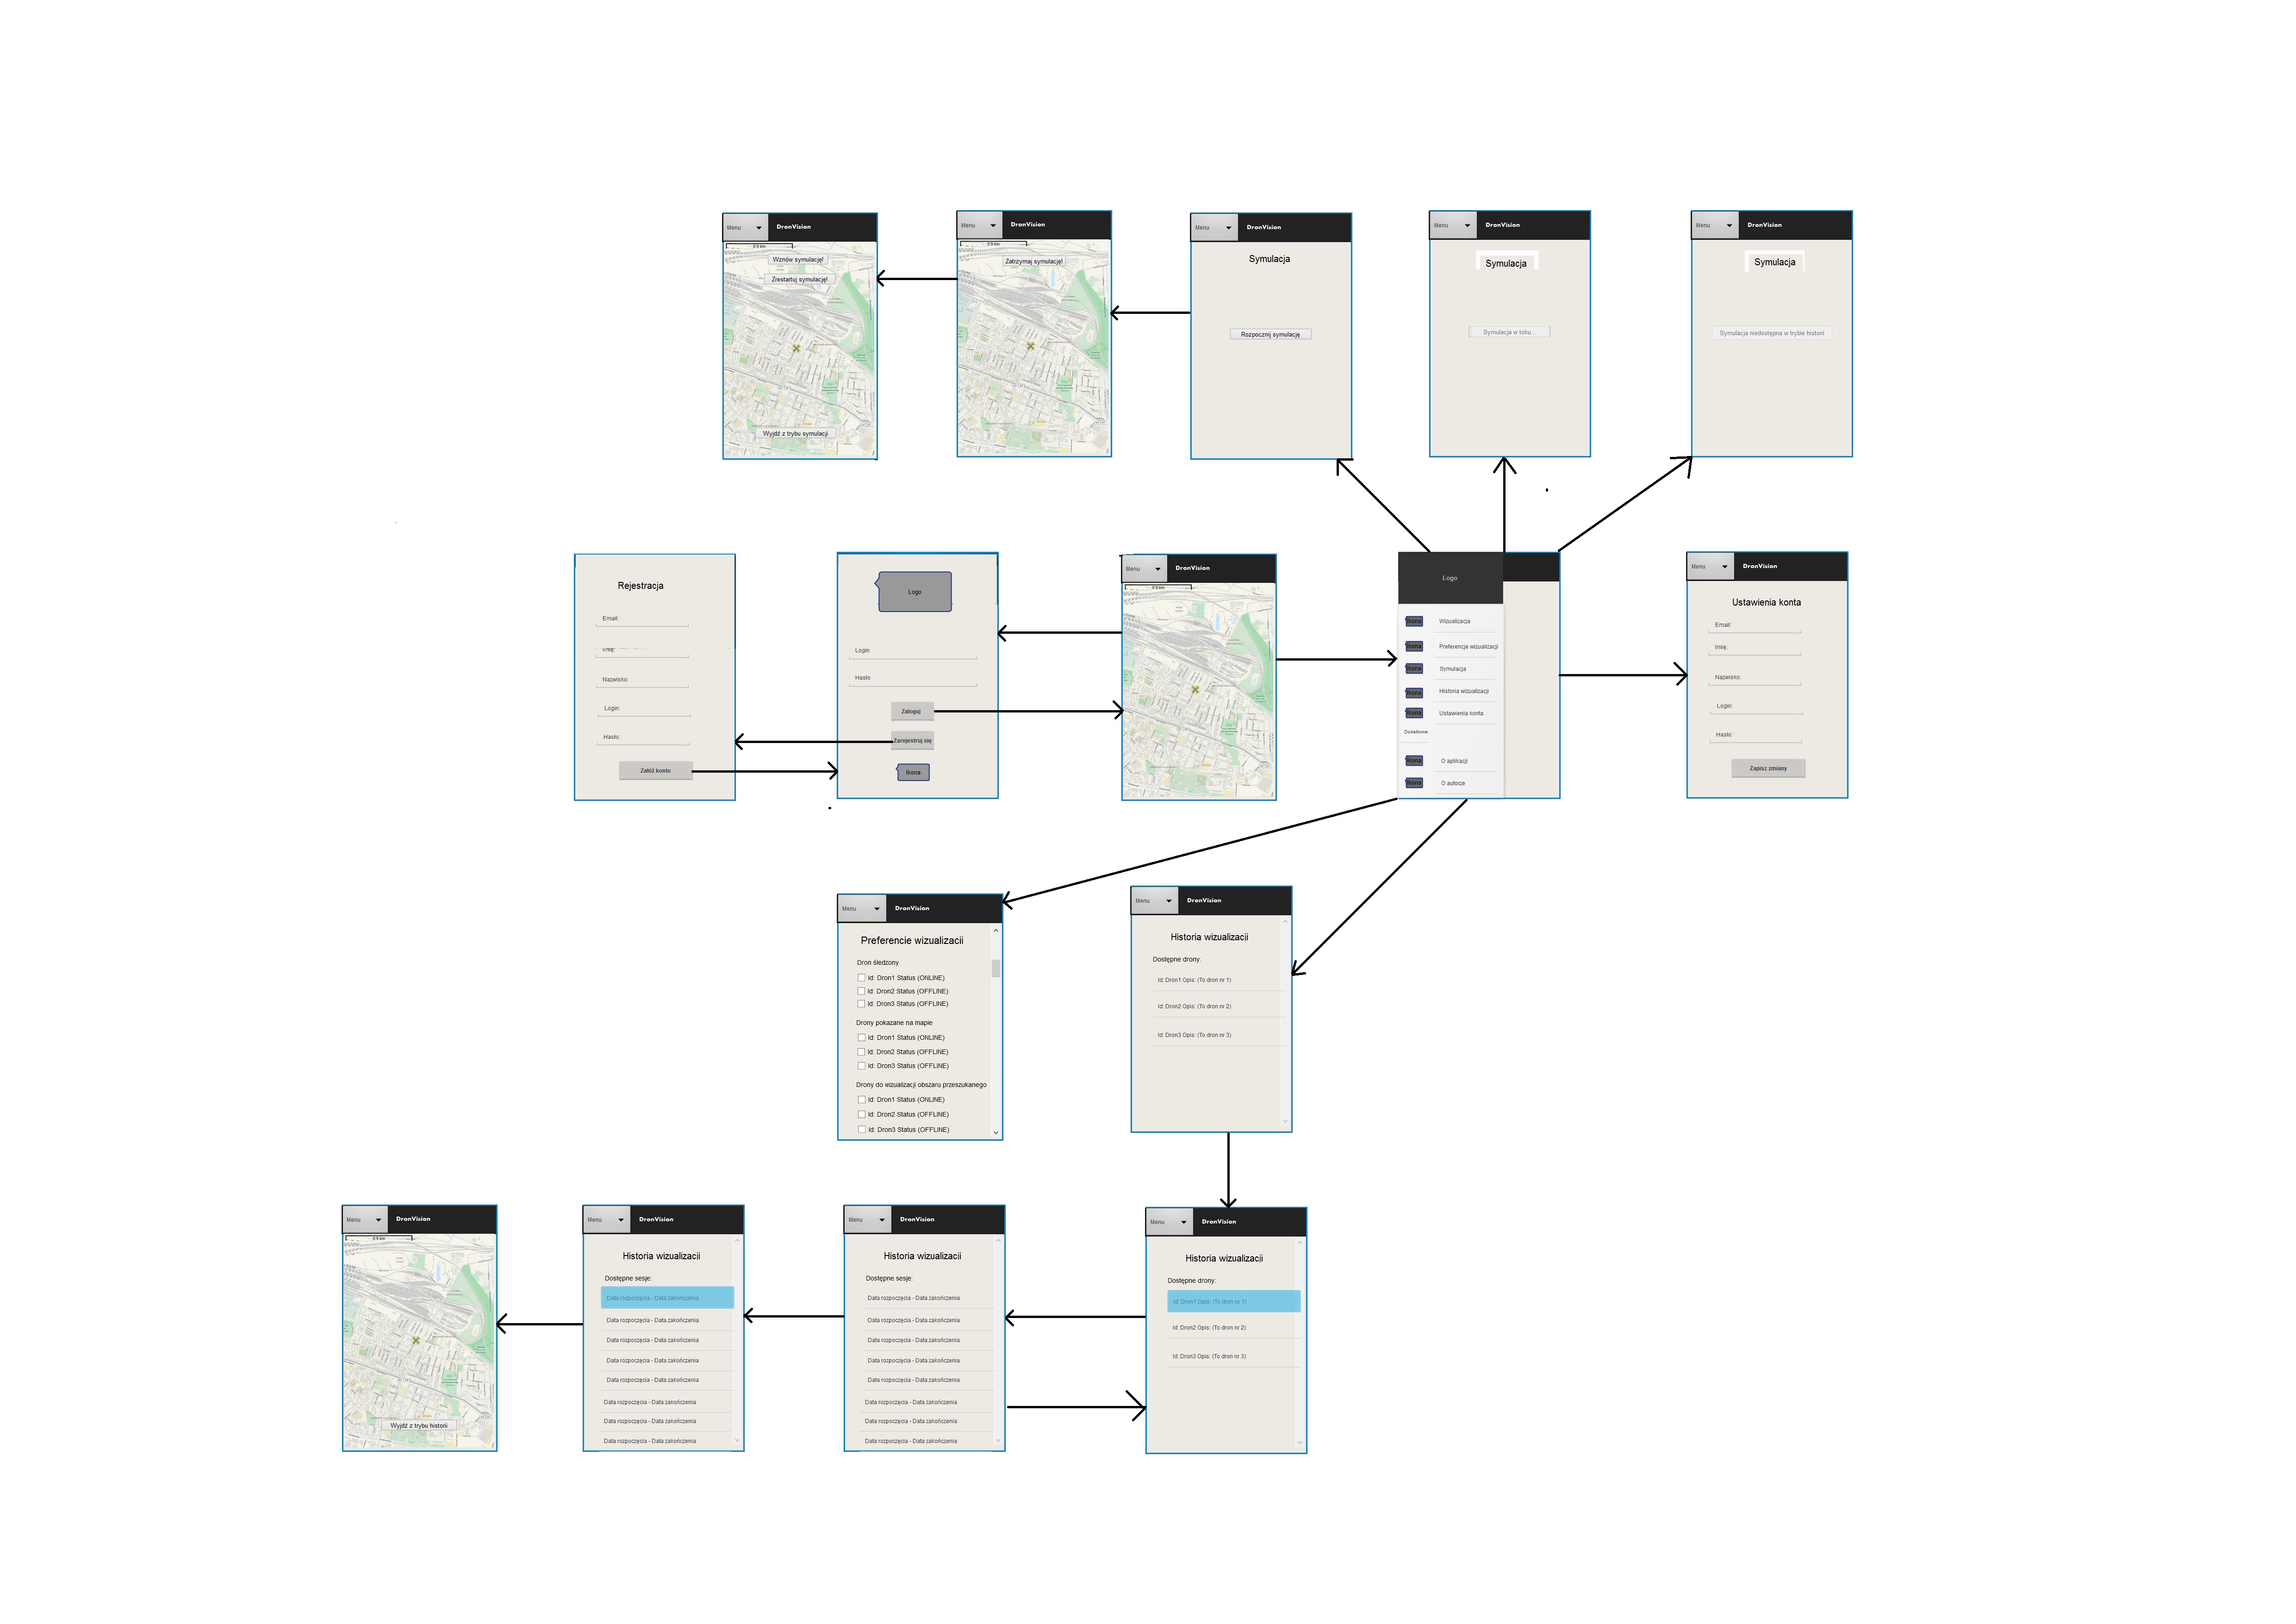 Menu DronVision
0.9 km
Wznów symulację!
Zrestartuj symulację!
Wyjdź z trybu symulacji
Menu DronVision
0.9 km
Zatrzymaj symulację!
Menu DronVision
Symulacja
Rozpocznij symulację
Menu DronVision
Symulacja
Symulacja w toku...
Menu DronVision
Symulacja
Symulacja niedostępna w trybie historii
Rejestracja
Email:
Imię:
Nazwisko:
Login:
Hasło:
Załóż konto
Logo
Login
Hasło
Zaloguj
Zarejestruj się
Ikona
Menu DronVision
0.9 km
Logo
Ikona Wizualizacja
Ikona Preferencje wizualizacji
Ikona Symulacja
Ikona Historia wizualizacji
Ikona Ustawienia konta
Dodatkowe
Ikona O aplikacji
Ikona O autorze
Menu DronVision
Ustawienia konta
Email:
Imię:
Nazwisko:
Login:
Hasło:
Zapisz zmiany
Menu DronVision
Preferencie wizualizacji
Dron śledzony
Id: Dron1 Status (ONLINE)
Id: Dron2 Status (OFFLINE)
Id: Dron3 Status (OFFLINE)
Drony pokazane na mapie
Id: Dron1 Status (ONLINE)
Id: Dron2 Status (OFFLINE)
Id: Dron3 Status (OFFLINE)
Drony do wizualizacji obszaru przeszukanego
Id: Dron1 Status (ONLINE)
Id: Dron2 Status (OFFLINE)
Id: Dron3 Status (OFFLINE)
Menu DronVision
Historia wizualizacji
Dostępne drony:
Id: Dron1 Opis: (To dron nr 1)
Id: Dron2 Opis: (To dron nr 2)
Id: Dron3 Opis: (To dron nr 3)
Menu DronVision
0.9 km
Wyjdź z trybu historii
Menu DronVision
Historia wizualizacji
Dostępne sesje:
Data rozpoczęcia - Data zakończenia
Data rozpoczęcia - Data zakończenia
Data rozpoczęcia - Data zakończenia
Data rozpoczęcia - Data zakończenia
Data rozpoczęcia - Data zakończenia
Data rozpoczęcia - Data zakończenia
Data rozpoczęcia - Data zakończenia
Data rozpoczęcia - Data zakończenia
Menu DronVision
Historia wizualizacji
Dostępne sesje:
Data rozpoczęcia - Data zakończenia
Data rozpoczęcia - Data zakończenia
Data rozpoczęcia - Data zakończenia
Data rozpoczęcia - Data zakończenia
Data rozpoczęcia - Data zakończenia
Data rozpoczęcia - Data zakończenia
Data rozpoczęcia - Data zakończenia
Data rozpoczęcia - Data zakończenia
Menu DronVision
Historia wizualizacji
Dostępne drony:
Id: Dron1 Opis: (To dron nr 1)
Id: Dron2 Opis: (To dron nr 2)
Id: Dron3 Opis: (To dron nr 3)